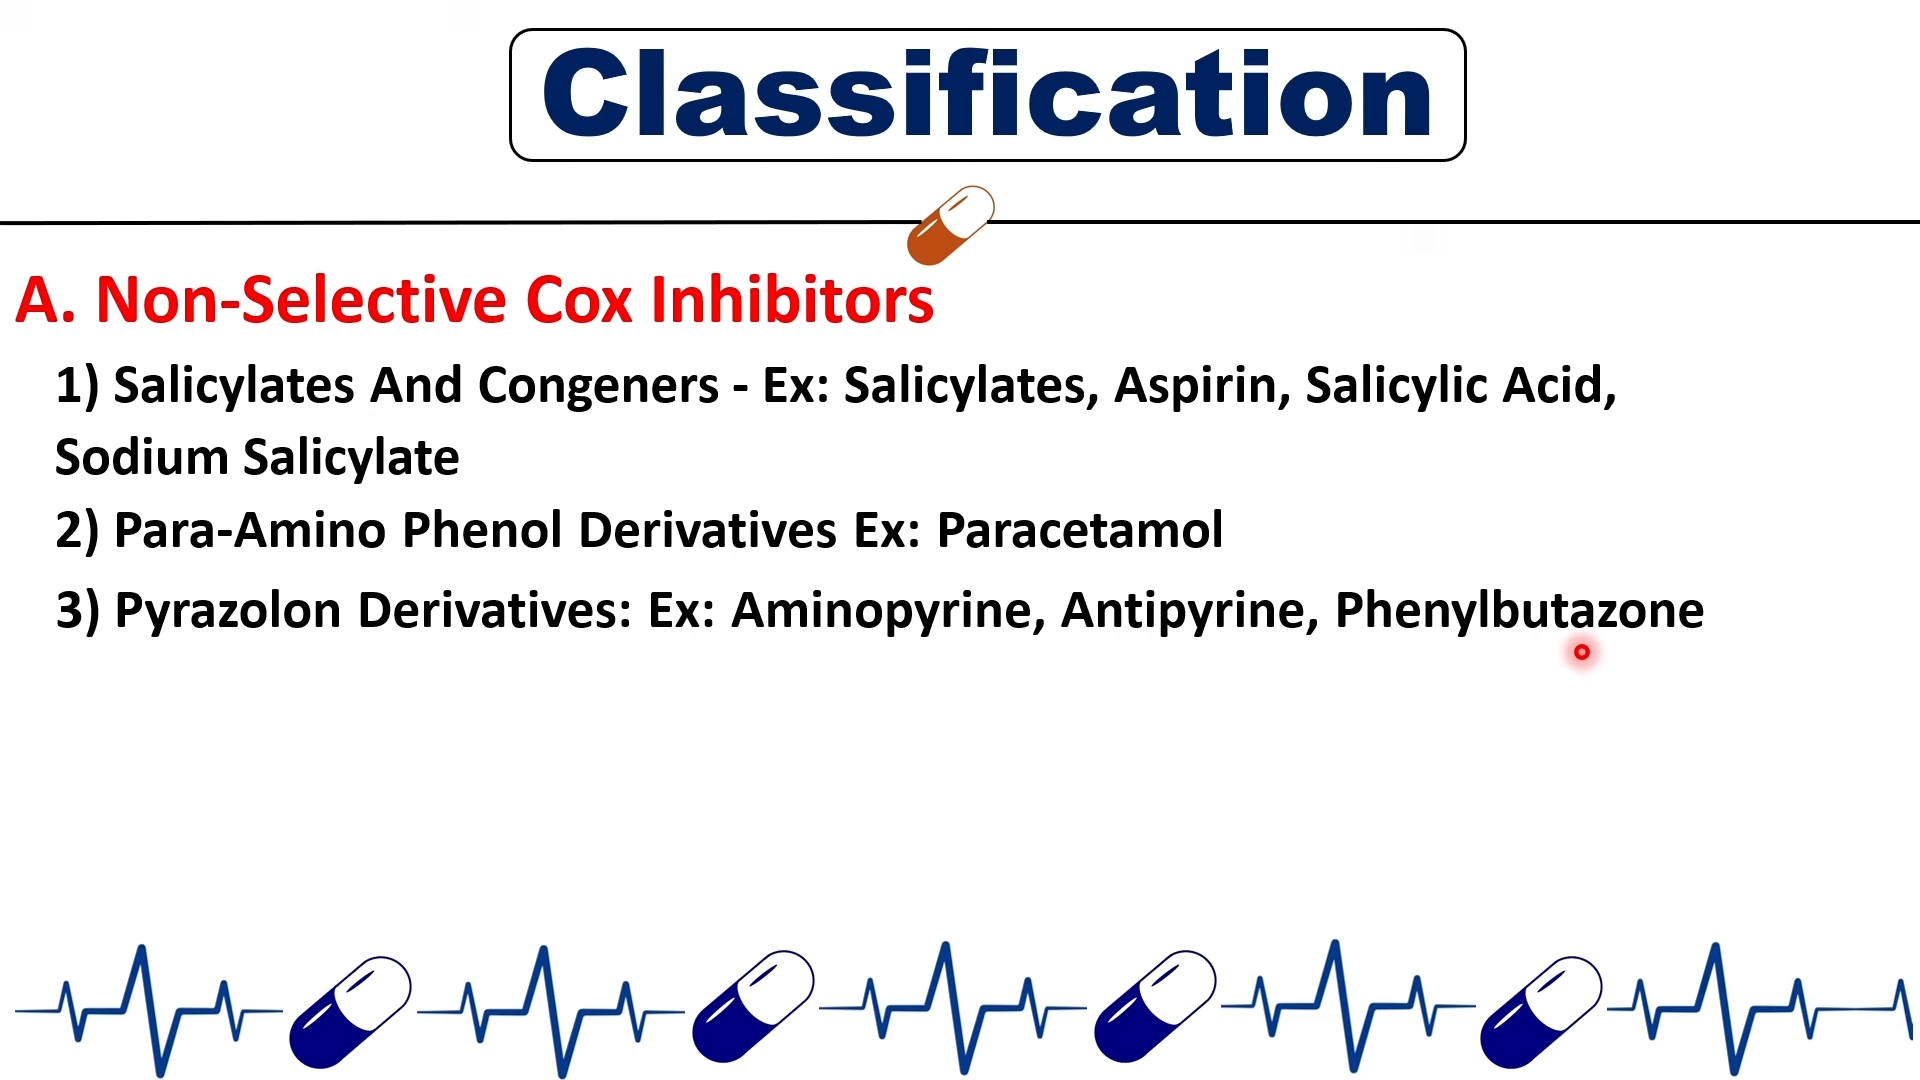 Classification
A. Non-Selective Cox Inhibitors
1) Salicylates And Congeners - Ex: Salicylates, Aspirin, Salicylic Acid,
Sodium Salicylate
2) Para-Amino Phenol Derivatives Ex: Paracetamol
3) Pyrazolon Derivatives: Ex: Aminopyrine, Antipyrine, Phenylbutazone